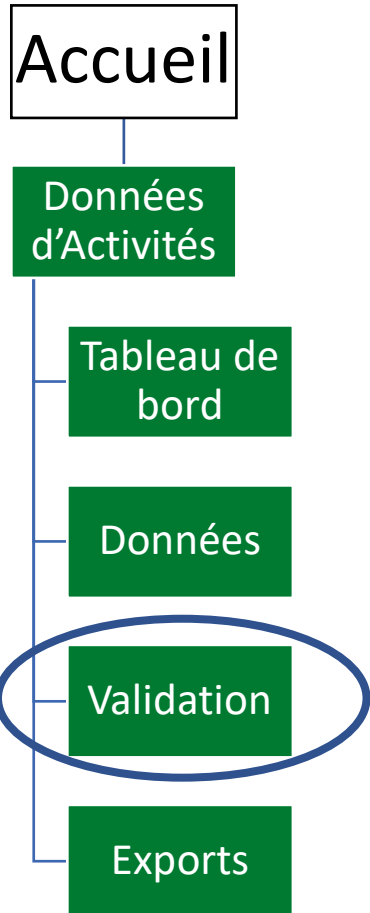 Accueil
Données
d’Activités
Tableau de
bord
Données
Validation
Exports